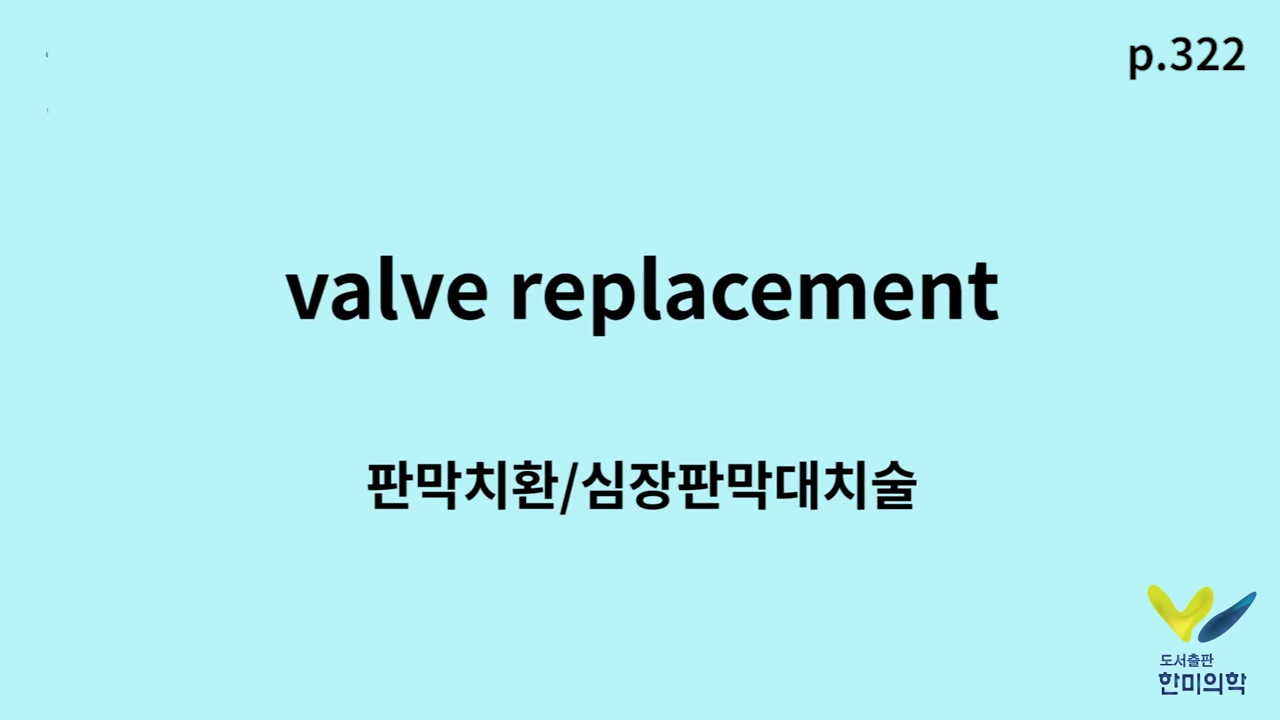 p.322
valve replacement
판막치환/심장판막대치술
도서출판
한미의학